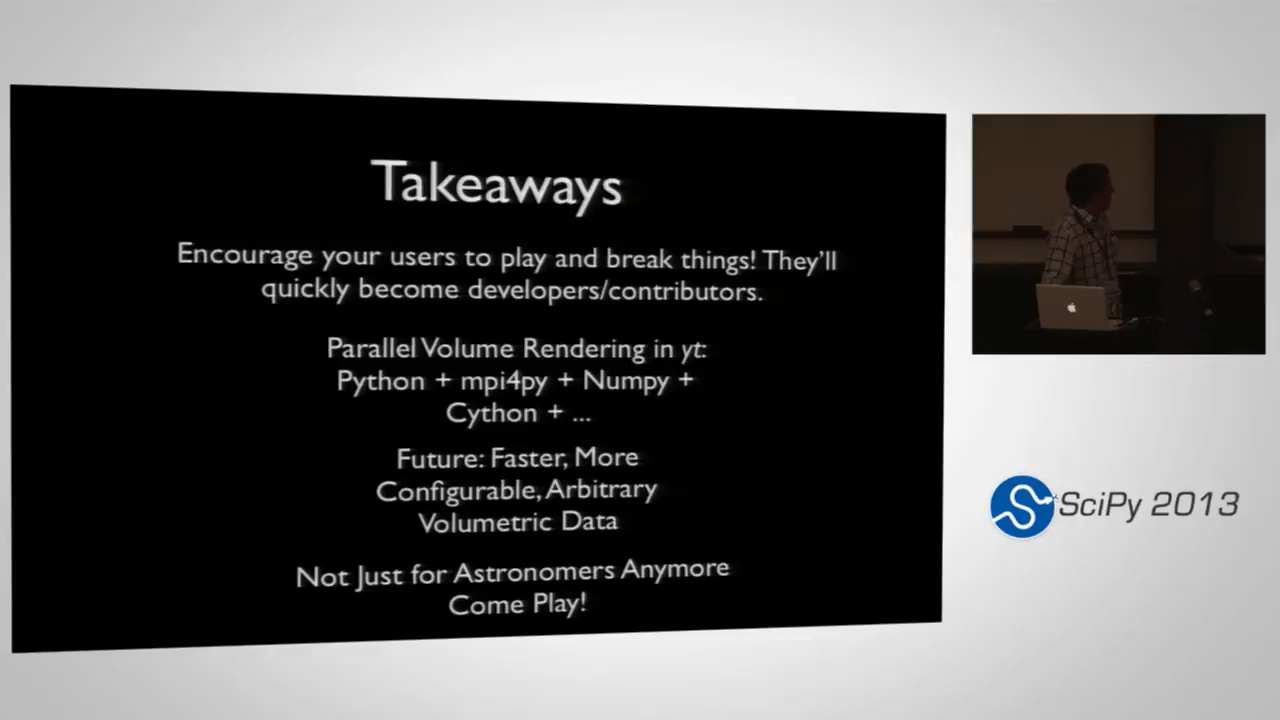 Takeaways
Encourage your users to play and break things! They'll
quickly become developers/contributors.
Parallel Volume Rendering in yt:
Python + mpi4py + Numpy +
Cython + ...
Future: Faster, More
Configurable, Arbitrary
Volumetric Data
Not Just for Astronomers Anymore
Come Play!
SciPy 2013